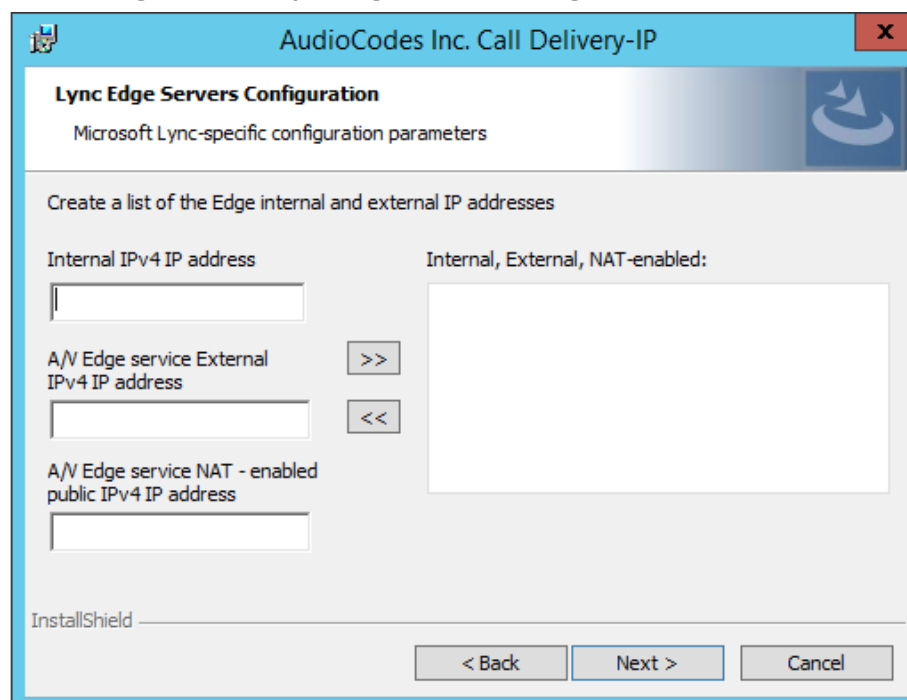 AudioCodes Inc. Call Delivery-IP
x
Lync Edge Servers Configuration
Microsoft Lync-specific configuration parameters
Create a list of the Edge internal and external IP addresses
Internal IPv4 IP address
Internal, External, NAT-enabled:
A/V Edge service External
IPv4 IP address
>>
<<
A/V Edge service NAT - enabled
public IPv4 IP address
InstallShield
< Back
Next >
Cancel